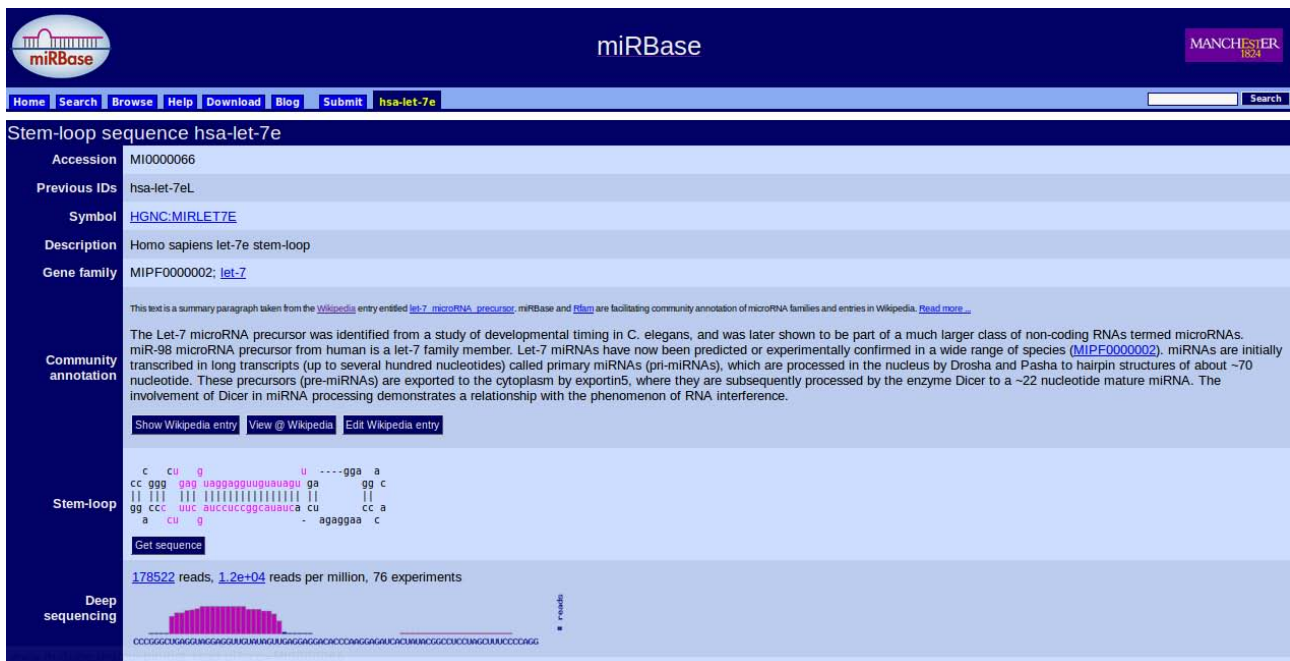 miRBase
miRBase
MANCHESTER
1824
Home Search Browse Help Download Blog Submit hsa-let-7e Search
Stem-loop sequence hsa-let-7e
Accession MI0000066
Previous IDs hsa-let-7eL
Symbol HGNC:MIRLET7E
Description Homo sapiens let-7e stem-loop
Gene family MIPF0000002; let-7
This text is a summary paragraph taken from the Wikipedia entry entitled let-7_microRNA_precursor. miRBase and Rfam are facilitating community annotation of microRNA families and entries in Wikipedia. Read more ...
Community annotation
The Let-7 microRNA precursor was identified from a study of developmental timing in C. elegans, and was later shown to be part of a much larger class of non-coding RNAs termed microRNAs.
miR-98 microRNA precursor from human is a let-7 family member. Let-7 miRNAs have now been predicted or experimentally confirmed in a wide range of species (MIPF0000002). miRNAs are initially
transcribed in long transcripts (up to several hundred nucleotides) called primary miRNAs (pri-miRNAs), which are processed in the nucleus by Drosha and Pasha to hairpin structures of about ~70
nucleotide. These precursors (pre-miRNAs) are exported to the cytoplasm by exportin5, where they are subsequently processed by the enzyme Dicer to a ~22 nucleotide mature miRNA. The
involvement of Dicer in miRNA processing demonstrates a relationship with the phenomenon of RNA interference.
Show Wikipedia entry View @ Wikipedia Edit Wikipedia entry
Stem-loop
  c   cu   g                u  ----gga  a
cc ggg  gag uaggagguuguauagu ga       gg c
|| |||  ||| |||||||||||||||| ||       ||
gg ccc  uuc auccuccggcauauca cu       cc a
  a   cu   g                -  agaggaa  c
Get sequence
Deep sequencing
178522 reads, 1.2e+04 reads per million, 76 experiments
reads
CCCGGGCUGAGGUAGGAGGUUGUAUAGUUGAGGAGGACACCCAAGGAGAUCACUAUACGGCCUCCUAGCUUUCCCCAGG